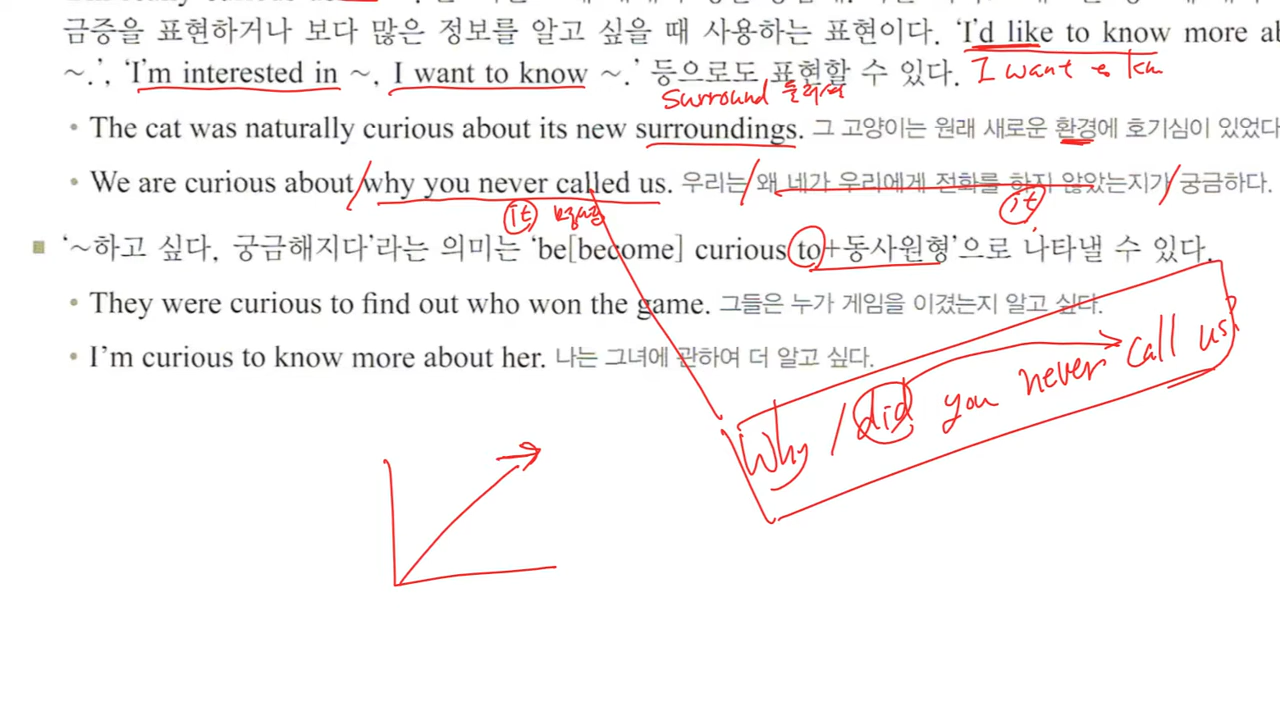 금증을 표현하거나 보다 많은 정보를 알고 싶을 때 사용하는 표현이다. ‘I'd like to know more
~.’, ‘I'm interested in ~, I want to know ~.’ 등으로도 표현할 수 있다. I want to kn
surround 둘러싸
• The cat was naturally curious about its new surroundings. 그 고양이는 원래 새로운 환경에 호기심이 있었다
• We are curious about / why you never called us. 우리는 / 왜 네가 우리에게 전화를 하지 않았는지가 / 궁금하다.
it
it
■ ‘~하고 싶다, 궁금해지다’라는 의미는 ‘be[become] curious to+동사원형’으로 나타낼 수 있다.
• They were curious to find out who won the game. 그들은 누가 게임을 이겼는지 알고 싶다.
• I'm curious to know more about her. 나는 그녀에 관하여 더 알고 싶다.
Why / did you never call us?